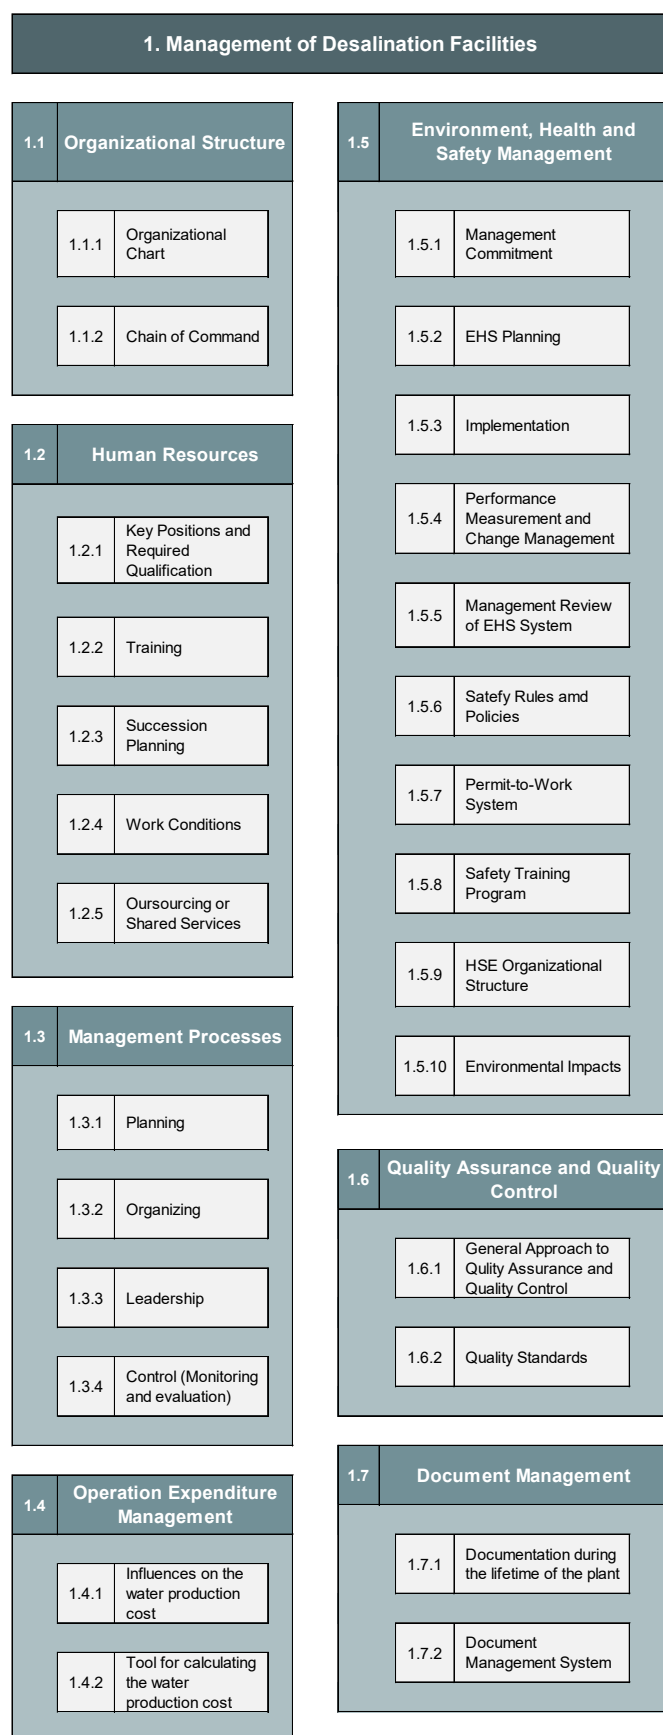 1. Management of Desalination Facilities
1.1
Organizational Structure
1.1.1
Organizational
Chart
1.1.2
Chain of Command
1.2
Human Resources
1.2.1
Key Positions and
Required
Qualification
1.2.2
Training
1.2.3
Succession
Planning
1.2.4
Work Conditions
1.2.5
Oursourcing or
Shared Services
1.3
Management Processes
1.3.1
Planning
1.3.2
Organizing
1.3.3
Leadership
1.3.4
Control (Monitoring
and evaluation)
1.4
Operation Expenditure
Management
1.4.1
Influences on the
water production
cost
1.4.2
Tool for calculating
the water
production cost
1.5
Environment, Health and
Safety Management
1.5.1
Management
Commitment
1.5.2
EHS Planning
1.5.3
Implementation
1.5.4
Performance
Measurement and
Change Management
1.5.5
Management Review
of EHS System
1.5.6
Satefy Rules amd
Policies
1.5.7
Permit-to-Work
System
1.5.8
Safety Training
Program
1.5.9
HSE Organizational
Structure
1.5.10
Environmental Impacts
1.6
Quality Assurance and Quality
Control
1.6.1
General Approach to
Qulity Assurance and
Quality Control
1.6.2
Quality Standards
1.7
Document Management
1.7.1
Documentation during
the lifetime of the plant
1.7.2
Document
Management System